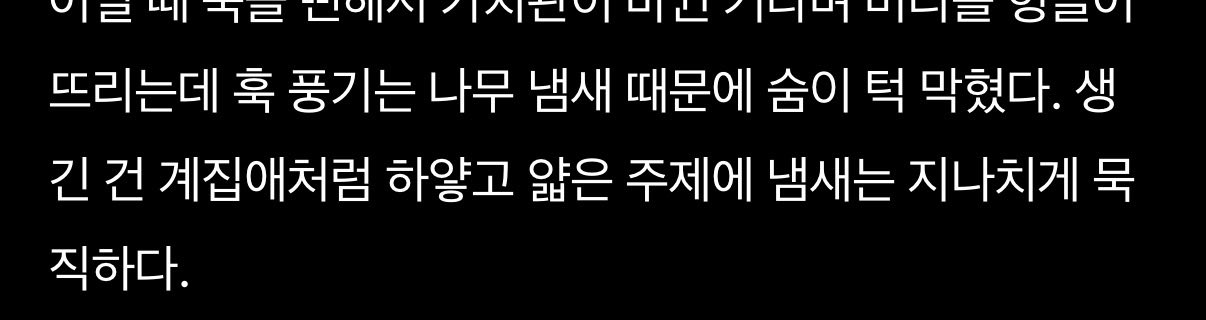 뜨리는데 훅 풍기는 나무 냄새 때문에 숨이 턱 막혔다. 생
긴 건 계집애처럼 하얗고 얇은 주제에 냄새는 지나치게 묵
직하다.